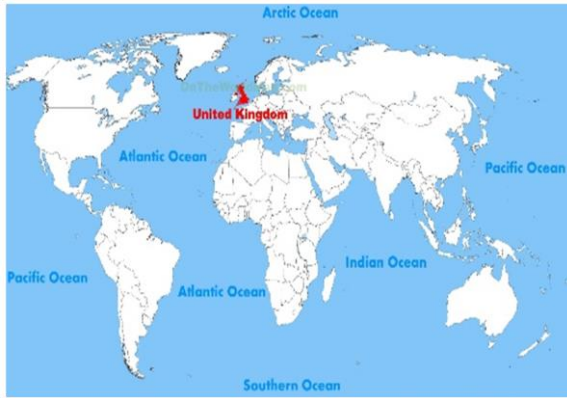 Arctic Ocean
United Kingdom
Atlantic Ocean
Pacific Ocean
Pacific Ocean
Atlantic Ocean
Indian Ocean
Southern Ocean